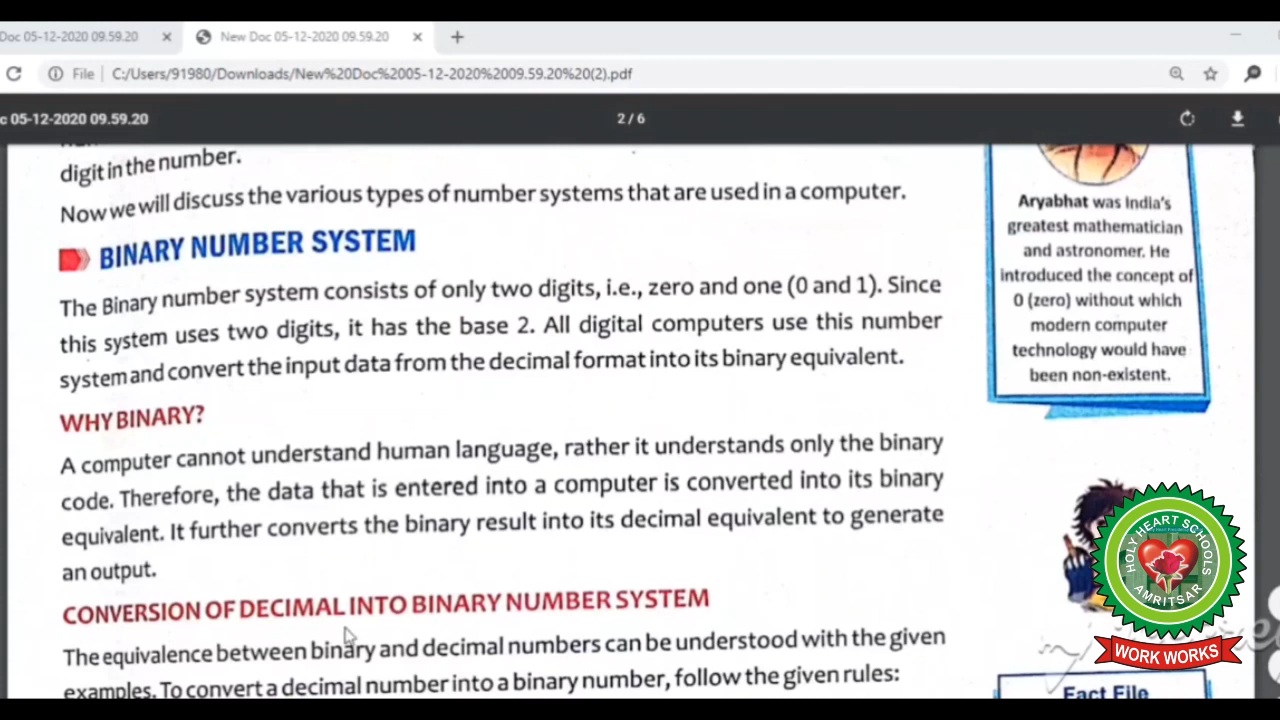 Doc 05-12-2020 09.59.20
New Doc 05-12-2020 09.59.20
File
C:/Users/91980/Downloads/New%20Doc%2005-12-2020%2009.59.20%20(2).pdf
c 05-12-2020 09.59.20
2 / 6
digit in the number.
Now we will discuss the various types of number systems that are used in a computer.
BINARY NUMBER SYSTEM
The Binary number system consists of only two digits, i.e., zero and one (0 and 1). Since
this system uses two digits, it has the base 2. All digital computers use this number
system and convert the input data from the decimal format into its binary equivalent.
WHY BINARY?
A computer cannot understand human language, rather it understands only the binary
code. Therefore, the data that is entered into a computer is converted into its binary
equivalent. It further converts the binary result into its decimal equivalent to generate
an output.
CONVERSION OF DECIMAL INTO BINARY NUMBER SYSTEM
The equivalence between binary and decimal numbers can be understood with the given
examples. To convert a decimal number into a binary number, follow the given rules:
Aryabhat was India's
greatest mathematician
and astronomer. He
introduced the concept of
0 (zero) without which
modern computer
technology would have
been non-existent.
HOLY HEART SCHOOLS
AMRITSAR
WORK WORKS
Fact File